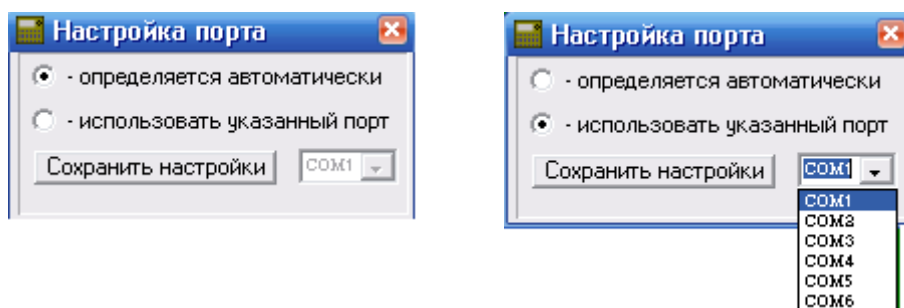 Настройка порта
- определяется автоматически
- использовать указанный порт
Сохранить настройки COM1
Настройка порта
- определяется автоматически
- использовать указанный порт
Сохранить настройки COM1
COM1
COM2
COM3
COM4
COM5
COM6